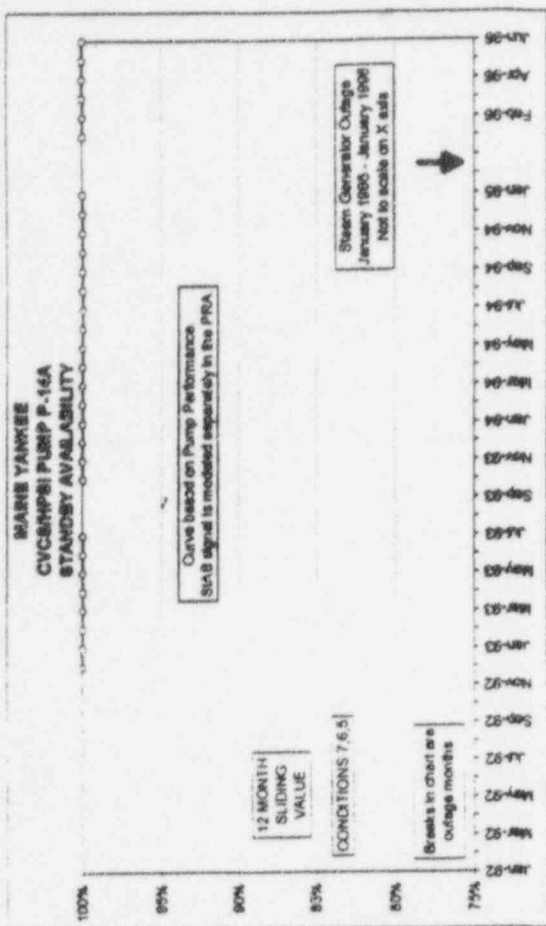 MAINE YANKEE
CVCS/HPSI PUMP P-14A
STANDBY AVAILABILITY
100%
95%
90%
85%
80%
75%
Curve based on Pump Performance
SIAS signal is modeled separately in the PRA
Steam Generator Outage
January 1995 - January 1996
Not to scale on X axis
12 MONTH
SLIDING
VALUE
CONDITIONS 7,6,5
Breaks in chart are
outage months
Jan-92
Mar-92
May-92
Jul-92
Sep-92
Nov-92
Jan-93
Mar-93
May-93
Jul-93
Sep-93
Nov-93
Jan-94
Mar-94
May-94
Jul-94
Sep-94
Nov-94
Jan-95
Feb-96
Apr-96
Jun-96